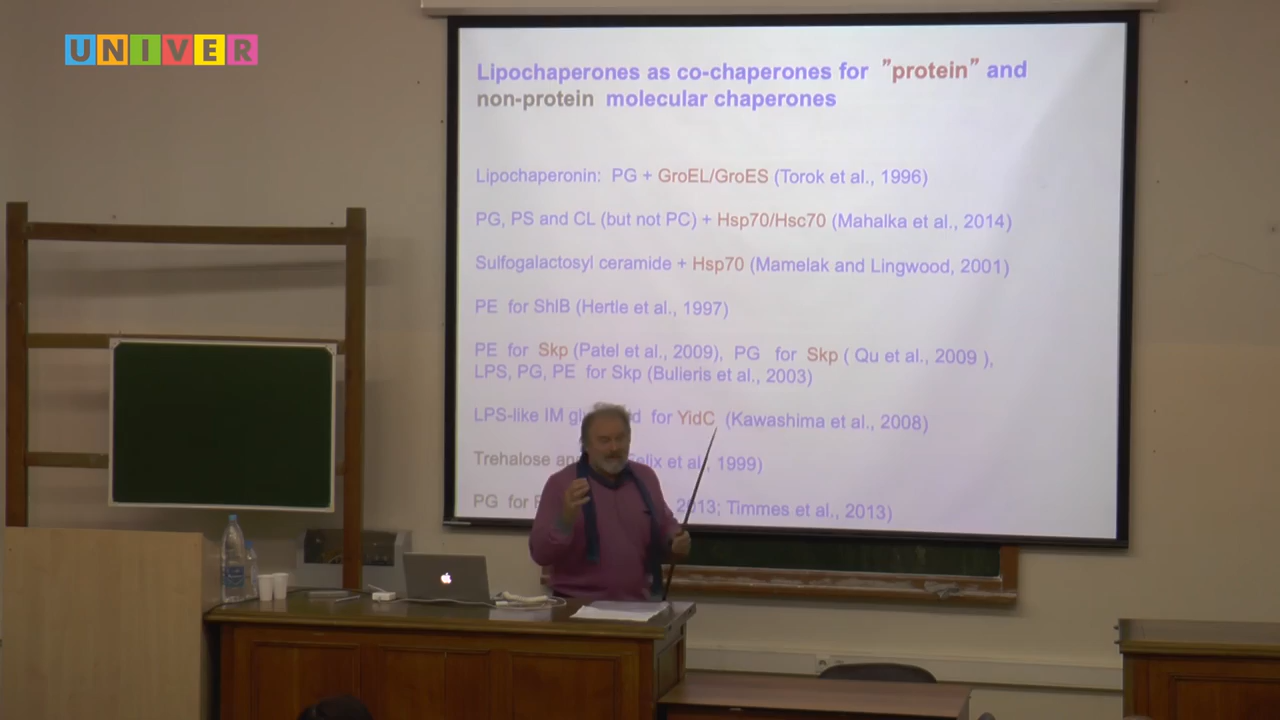 UNIVER
Lipochaperones as co-chaperones for "protein" and
non-protein molecular chaperones
Lipochaperonin: PG + GroEL/GroES (Torok et al., 1996)
PG, PS and CL (but not PC) + Hsp70/Hsc70 (Mahalka et al., 2014)
Sulfogalactosyl ceramide + Hsp70 (Mamelak and Lingwood, 2001)
PE for ShlB (Hertle et al., 1997)
PE for Skp (Patel et al., 2009), PG for Skp ( Qu et al., 2009 ),
LPS, PG, PE for Skp (Bulieris et al., 2003)
LPS-like IM for YidC (Kawashima et al., 2008)
Trehalose et al., 1999)
PG for 2013; Timmes et al., 2013)